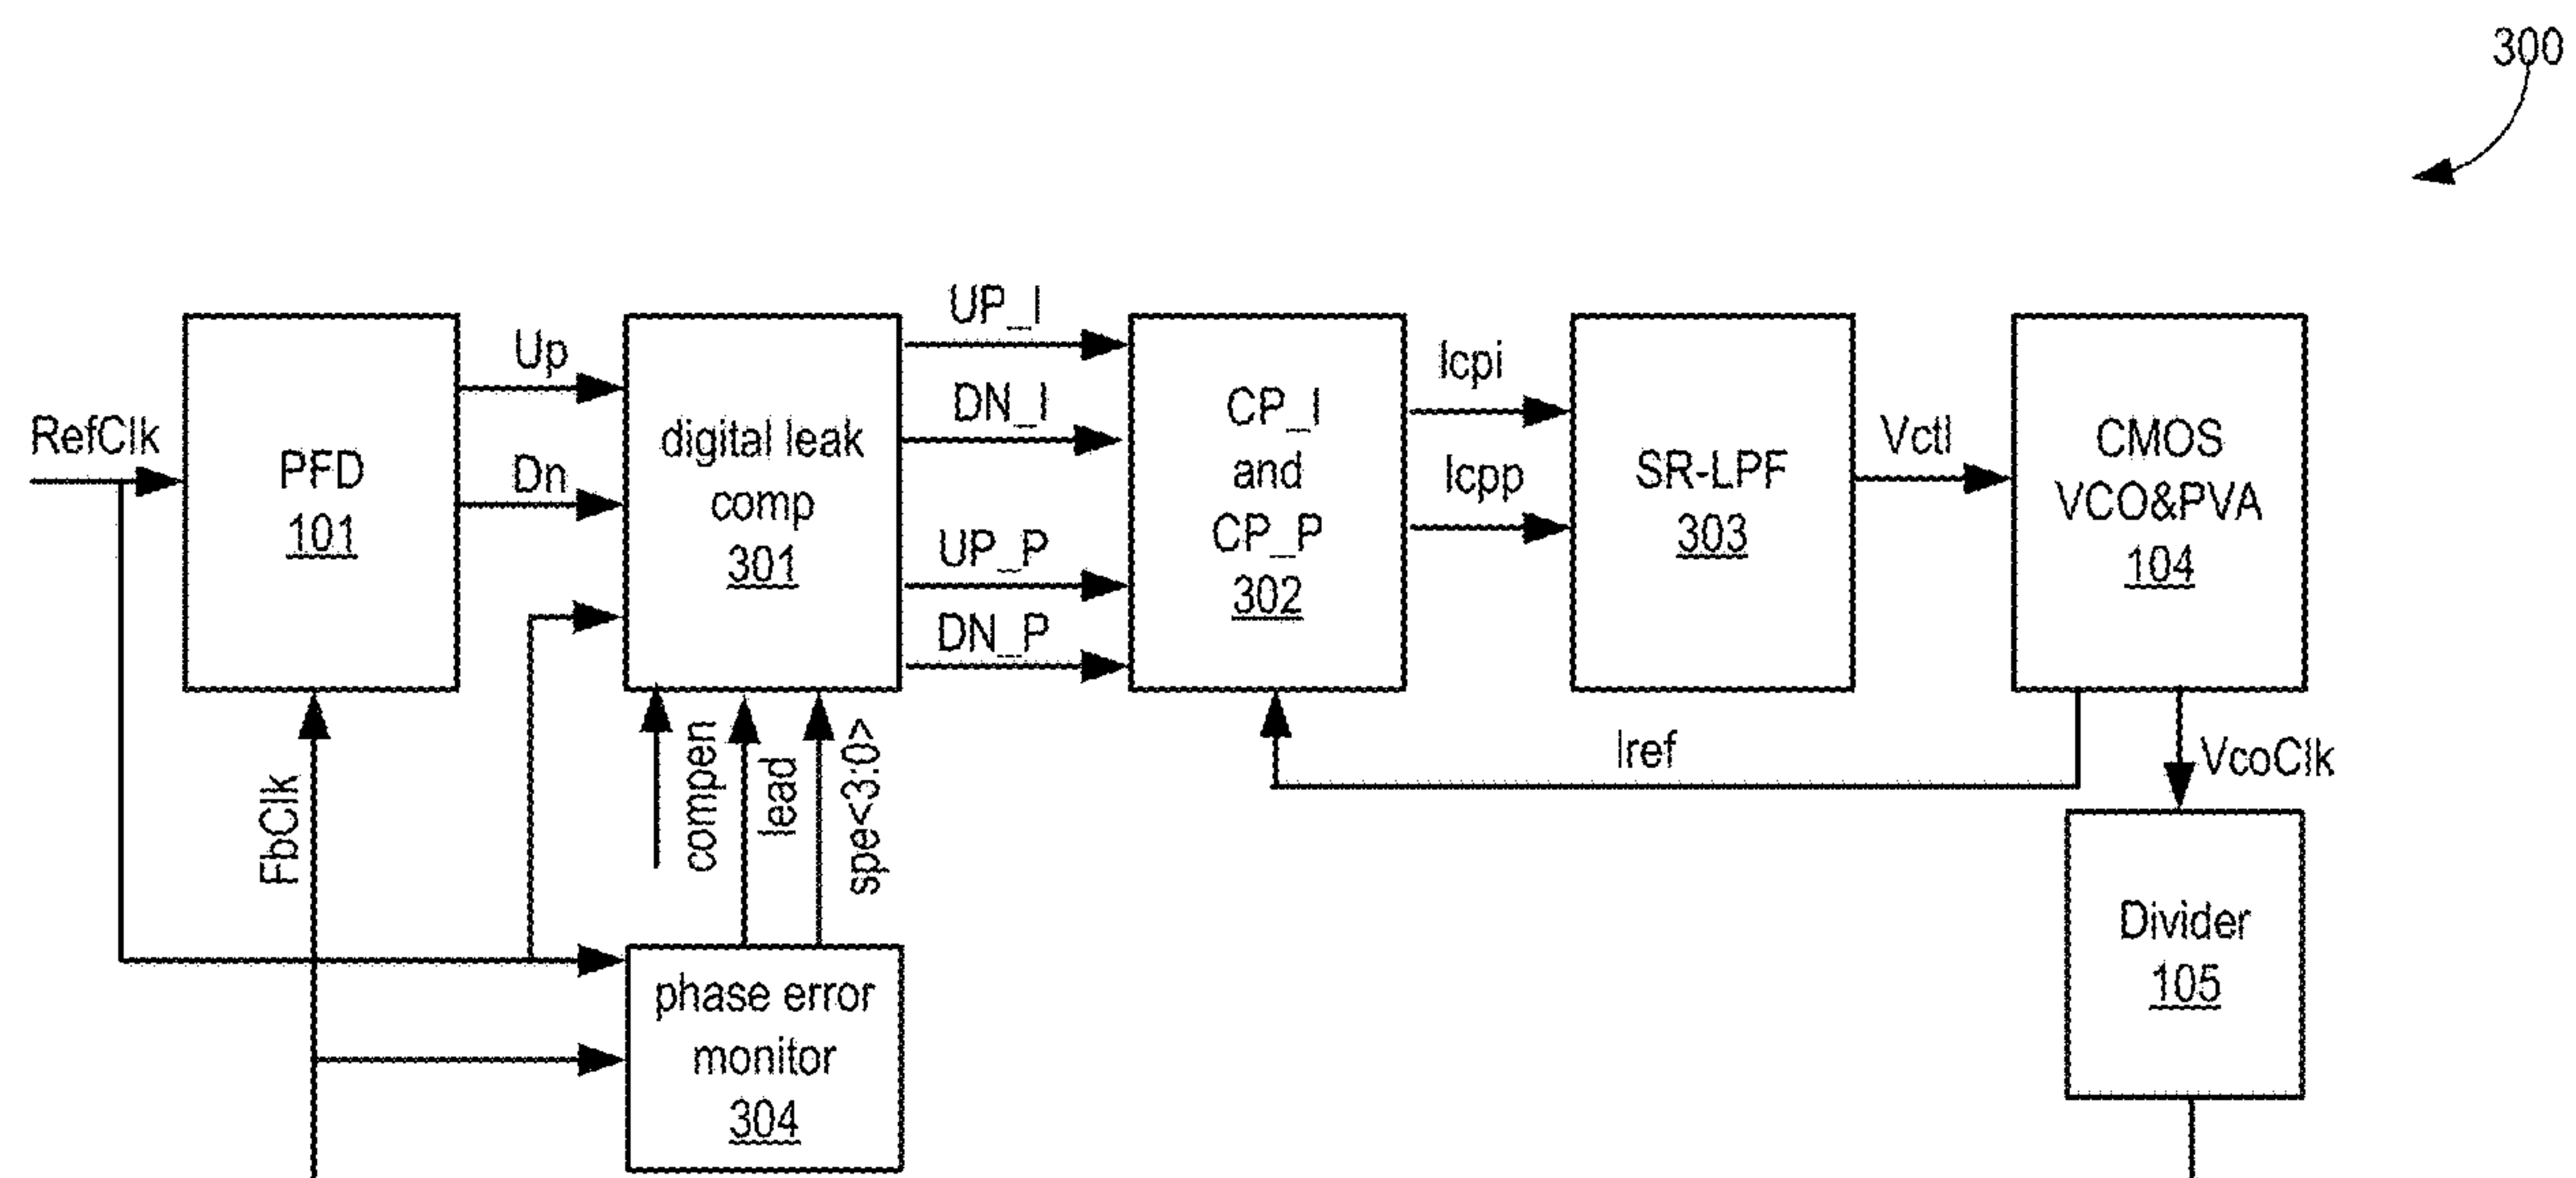 300
RefClk
PFD
101
Up
Dn
digital leak
comp
301
UP_I
DN_I
UP_P
DN_P
CP_I
and
CP_P
302
Icpi
Icpp
SR-LPF
303
Vctl
CMOS
VCO&PVA
104
FbClk
compen
lead
spe<3:0>
Iref
VcoClk
Divider
105
phase error
monitor
304